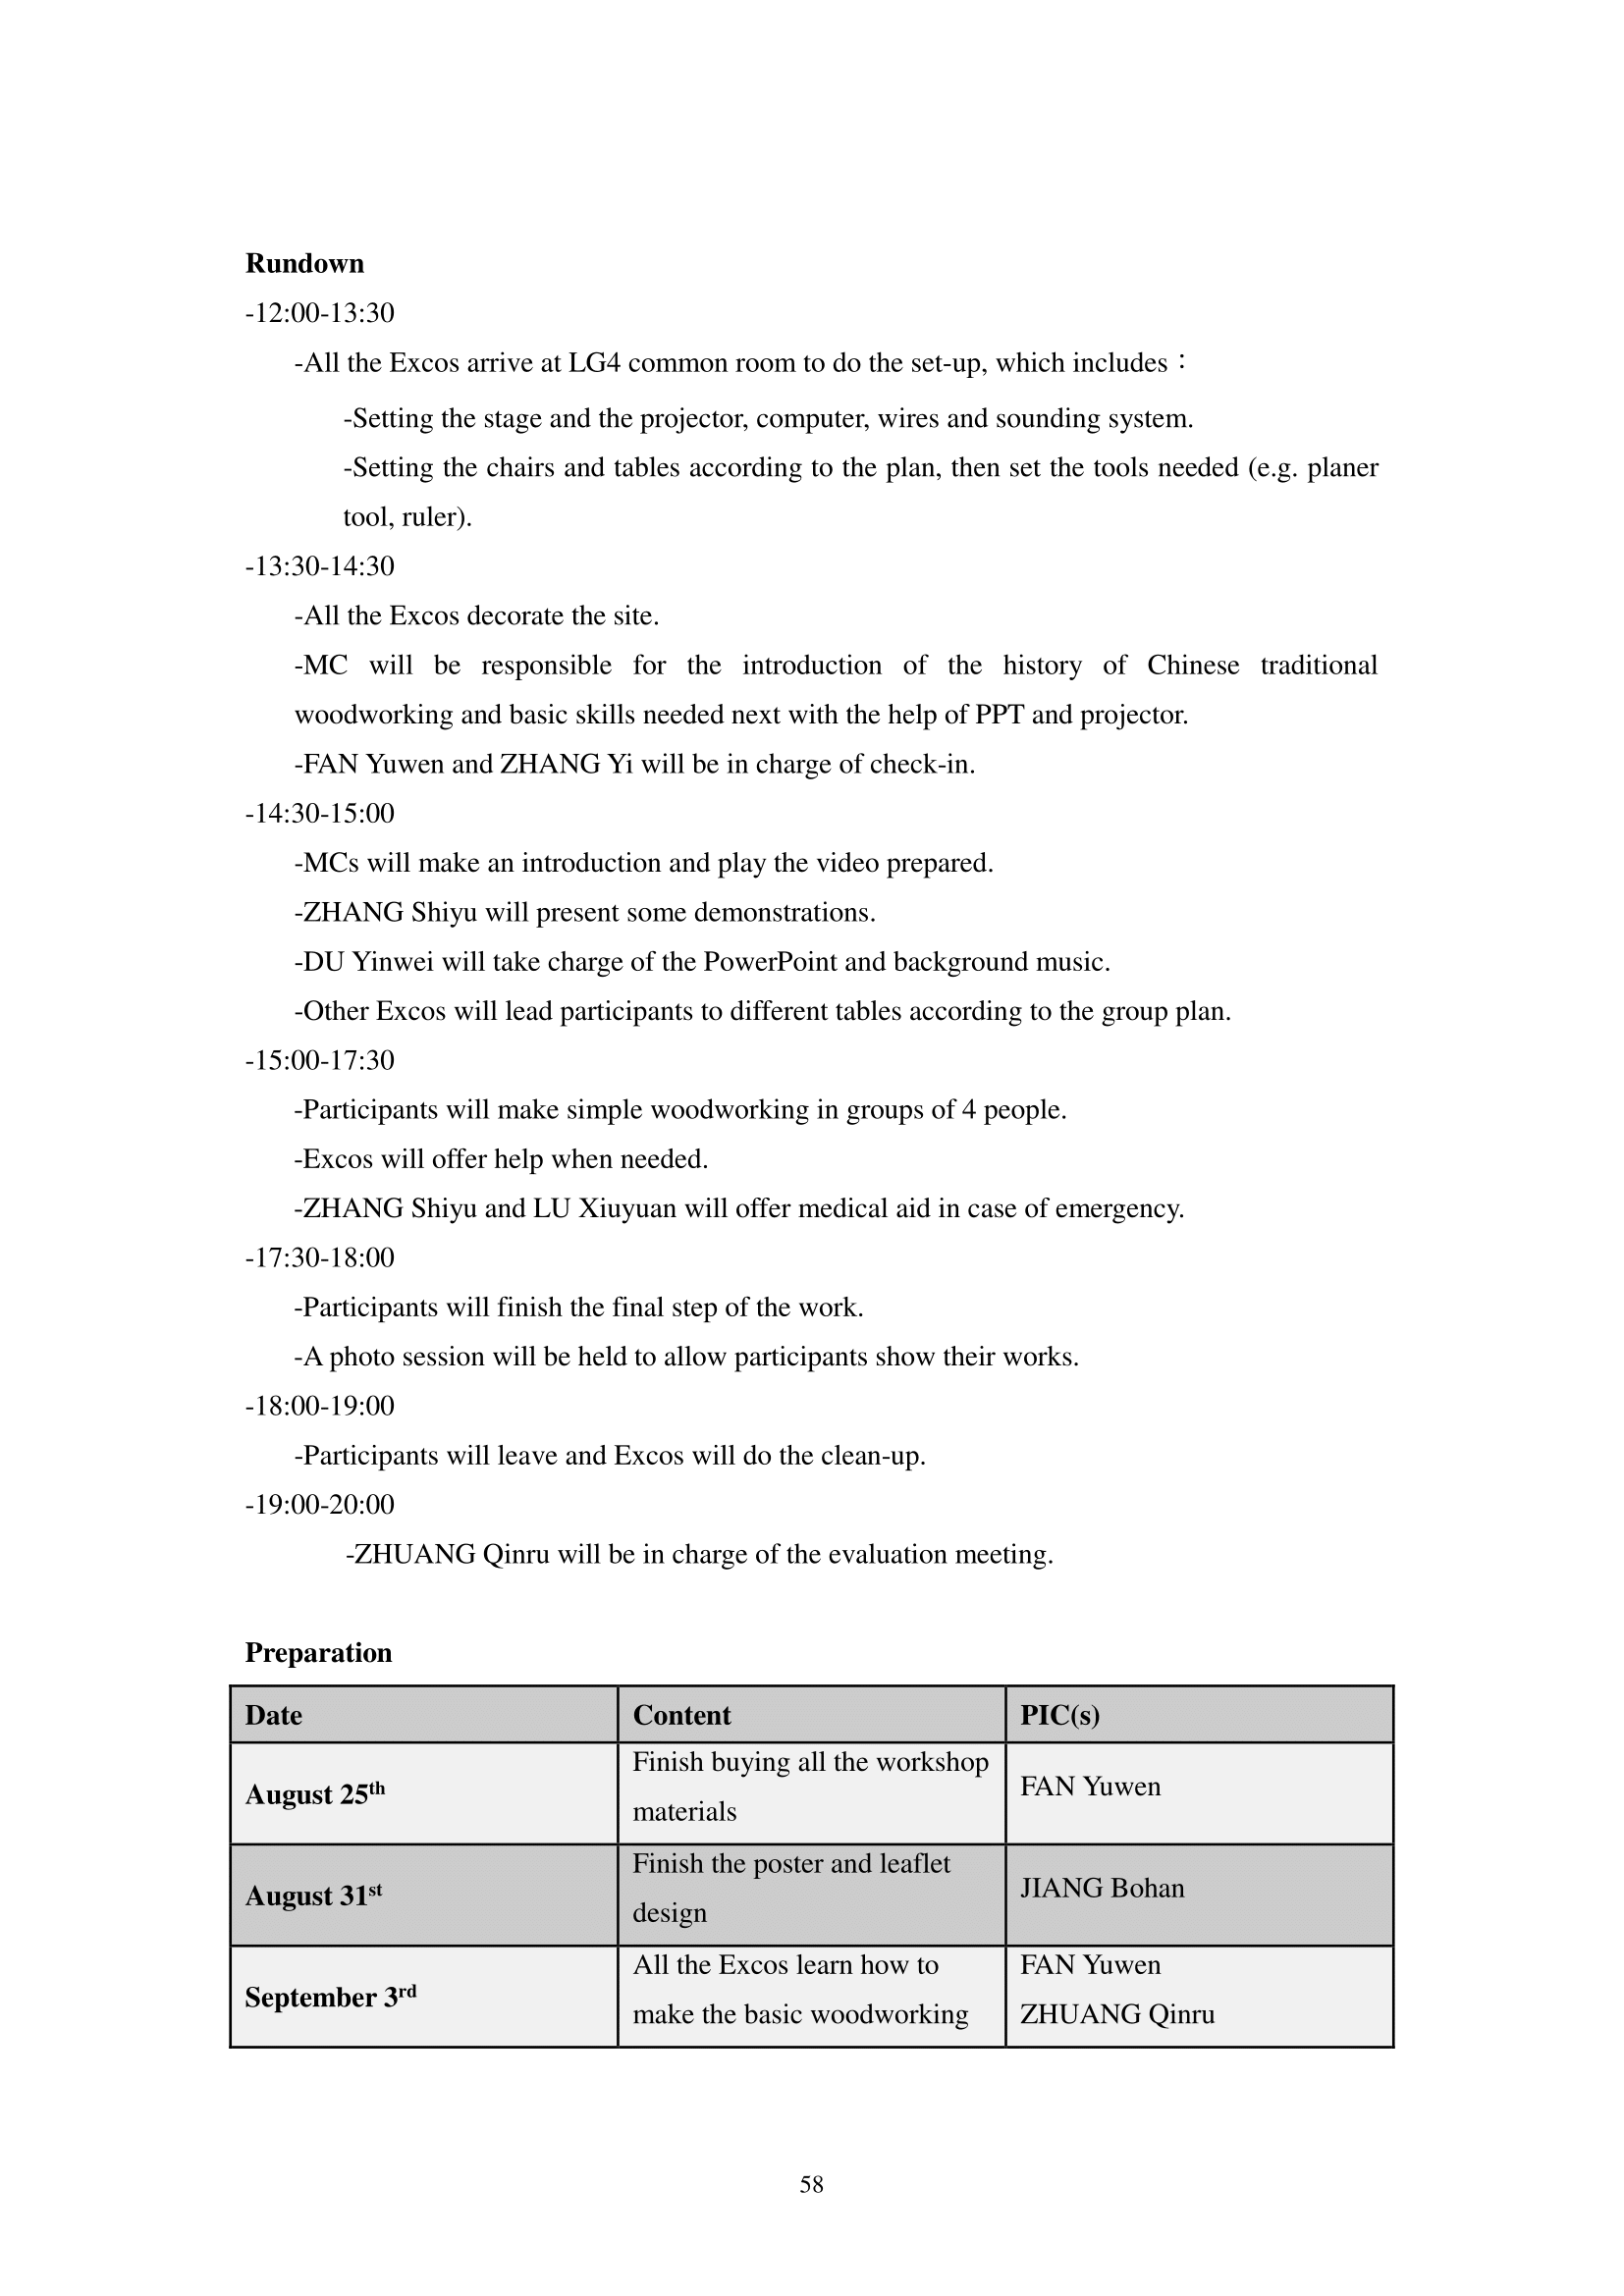 Rundown
-12:00-13:30
-All the Excos arrive at LG4 common room to do the set-up, which includes：
-Setting the stage and the projector, computer, wires and sounding system.
-Setting the chairs and tables according to the plan, then set the tools needed (e.g. planer
tool, ruler).
-13:30-14:30
-All the Excos decorate the site.
-MC will be responsible for the introduction of the history of Chinese traditional
woodworking and basic skills needed next with the help of PPT and projector.
-FAN Yuwen and ZHANG Yi will be in charge of check-in.
-14:30-15:00
-MCs will make an introduction and play the video prepared.
-ZHANG Shiyu will present some demonstrations.
-DU Yinwei will take charge of the PowerPoint and background music.
-Other Excos will lead participants to different tables according to the group plan.
-15:00-17:30
-Participants will make simple woodworking in groups of 4 people.
-Excos will offer help when needed.
-ZHANG Shiyu and LU Xiuyuan will offer medical aid in case of emergency.
-17:30-18:00
-Participants will finish the final step of the work.
-A photo session will be held to allow participants show their works.
-18:00-19:00
-Participants will leave and Excos will do the clean-up.
-19:00-20:00
-ZHUANG Qinru will be in charge of the evaluation meeting.
Preparation
Date Content PIC(s)
August 25th
Finish buying all the workshop
materials
FAN Yuwen
August 31st
Finish the poster and leaflet
design
JIANG Bohan
September 3rd
All the Excos learn how to
make the basic woodworking
FAN Yuwen
ZHUANG Qinru
58